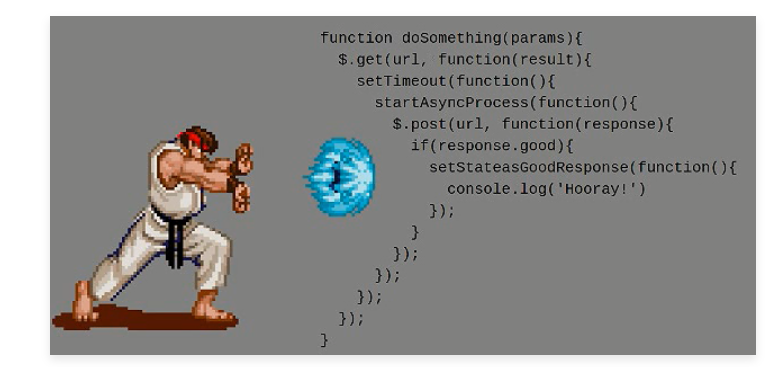 function doSomething(params){
$.get(url, function(result){
setTimeout(function(){
startAsyncProcess(function(){
$.post(url, function(response){
if(response.good){
setStateasGoodResponse(function(){
console.log('Hooray!')
});
}
});
});
});
});
}